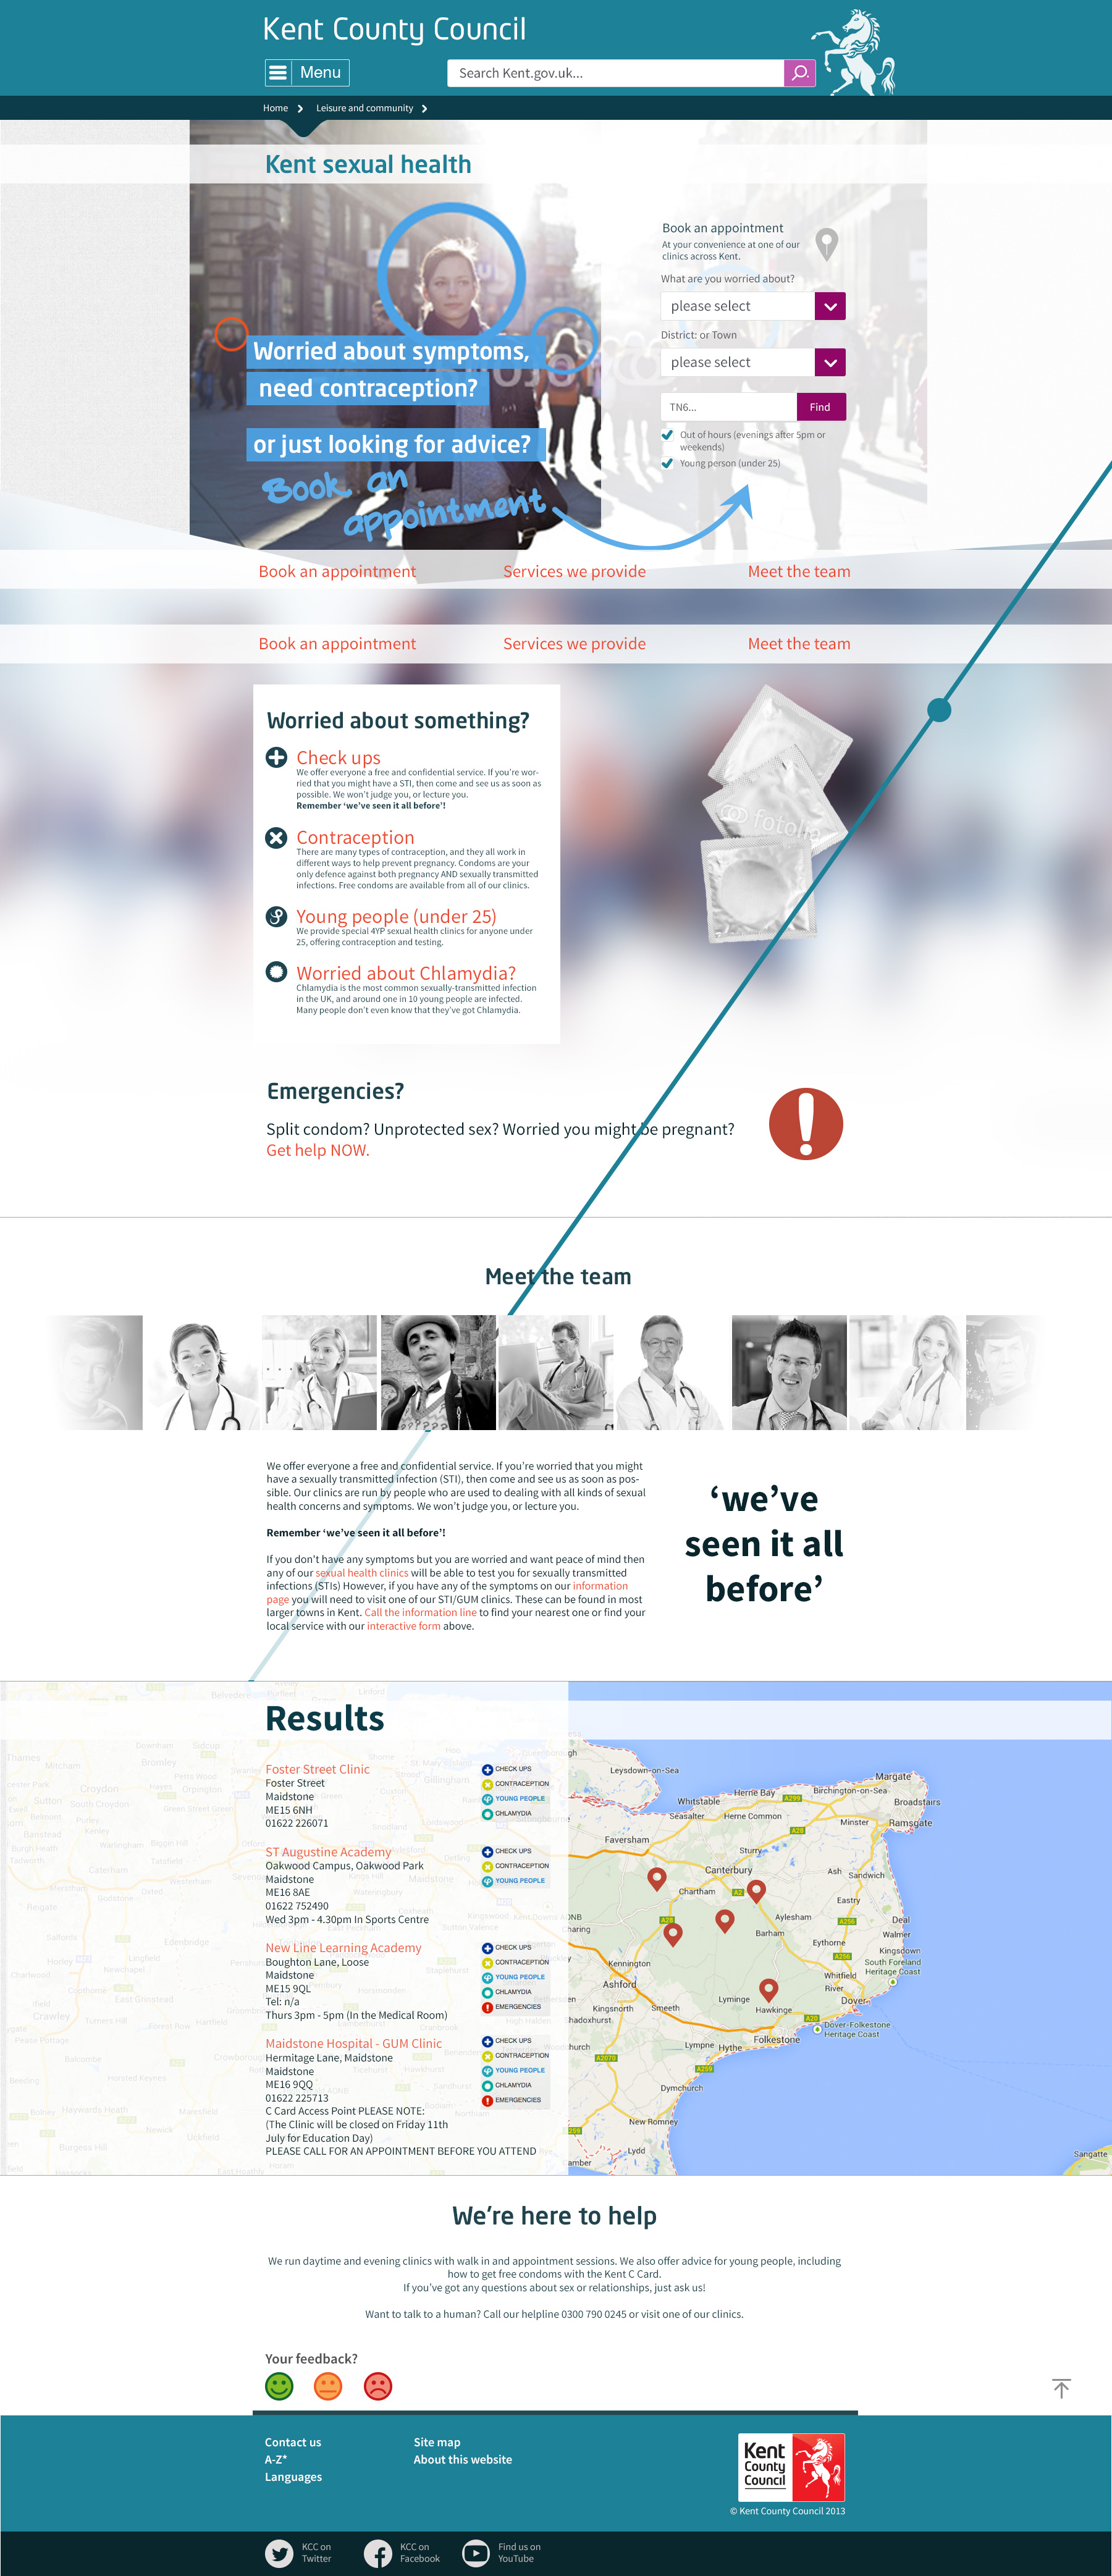 Kent County Council
Menu
Search Kent.gov.uk...
Home
Leisure and community
Kent sexual health
Worried about symptoms,
need contraception?
or just looking for advice?
Book an
appointment
Book an appointment
At your convenience at one of our
clinics across Kent.
What are you worried about?
please select
District: or Town
please select
TN6...
Find
Out of hours (evenings after 5pm or
weekends)
Young person (under 25)
Book an appointment
Services we provide
Meet the team
Book an appointment
Services we provide
Meet the team
Worried about something?
Check ups
We offer everyone a free and confidential service. If you're wor-
ried that you might have a STI, then come and see us as soon as
possible. We won't judge you, or lecture you.
Remember 'we've seen it all before'!
Contraception
There are many types of contraception, and they all work in
different ways to help prevent pregnancy. Condoms are your
only defence against both pregnancy AND sexually transmitted
infections. Free condoms are available from all of our clinics.
Young people (under 25)
We provide special 4YP sexual health clinics for anyone under
25, offering contraception and testing.
Worried about Chlamydia?
Chlamydia is the most common sexually-transmitted infection
in the UK, and around one in 10 young people are infected.
Many people don't even know that they've got Chlamydia.
fotolia
Emergencies?
Split condom? Unprotected sex? Worried you might be pregnant?
Get help NOW.
Meet the team
We offer everyone a free and confidential service. If you're worried that you might
have a sexually transmitted infection (STI), then come and see us as soon as pos-
sible. Our clinics are run by people who are used to dealing with all kinds of sexual
health concerns and symptoms. We won't judge you, or lecture you.
Remember 'we've seen it all before'!
If you don't have any symptoms but you are worried and want peace of mind then
any of our sexual health clinics will be able to test you for sexually transmitted
infections (STIs) However, if you have any of the symptoms on our information
page you will need to visit one of our STI/GUM clinics. These can be found in most
larger towns in Kent. Call the information line to find your nearest one or find your
local service with our interactive form above.
'we've
seen it all
before'
Results
Foster Street Clinic
Foster Street
Maidstone
ME15 6NH
01622 226071
CHECK UPS
CONTRACEPTION
YOUNG PEOPLE
CHLAMYDIA
ST Augustine Academy
Oakwood Campus, Oakwood Park
Maidstone
ME16 8AE
01622 752490
Wed 3pm - 4.30pm In Sports Centre
CHECK UPS
CONTRACEPTION
YOUNG PEOPLE
New Line Learning Academy
Boughton Lane, Loose
Maidstone
ME15 9QL
Tel: n/a
Thurs 3pm - 5pm (In the Medical Room)
CHECK UPS
CONTRACEPTION
YOUNG PEOPLE
CHLAMYDIA
EMERGENCIES
Maidstone Hospital - GUM Clinic
Hermitage Lane, Maidstone
Maidstone
ME16 9QQ
01622 225713
C Card Access Point PLEASE NOTE:
(The Clinic will be closed on Friday 11th
July for Education Day)
PLEASE CALL FOR AN APPOINTMENT BEFORE YOU ATTEND
CHECK UPS
CONTRACEPTION
YOUNG PEOPLE
CHLAMYDIA
EMERGENCIES
Leysdown-on-Sea
Margate
Herne Bay
Birchington-on-Sea
A299
Whitstable
Broadstairs
Seasalter
Herne Common
Minster
Ramsgate
A28
Faversham
Sturry
Canterbury
Ash
Sandwich
Chartham
A2
Eastry
A28
Aylesham
A256
Deal
Barham
Walmer
Eythorne
Kingsdown
A256
Kennington
South Foreland
Heritage Coast
Whitfield
Ashford
River
Lyminge
Dover
Kingsnorth
Smeeth
Hawkinge
A20
Dover-Folkestone
Heritage Coast
Folkestone
Lympne
Hythe
A2070
A259
Dymchurch
New Romney
Lydd
Sangatte
We're here to help
We run daytime and evening clinics with walk in and appointment sessions. We also offer advice for young people, including
how to get free condoms with the Kent C Card.
If you've got any questions about sex or relationships, just ask us!
Want to talk to a human? Call our helpline 0300 790 0245 or visit one of our clinics.
Your feedback?
Contact us
A-Z*
Languages
Site map
About this website
Kent
County
Council
© Kent County Council 2013
KCC on
Twitter
KCC on
Facebook
Find us on
YouTube